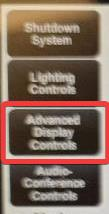 Shutdown
System
Lighting
Controls
Advanced
Display
Controls
Audio-
Conference
Controls